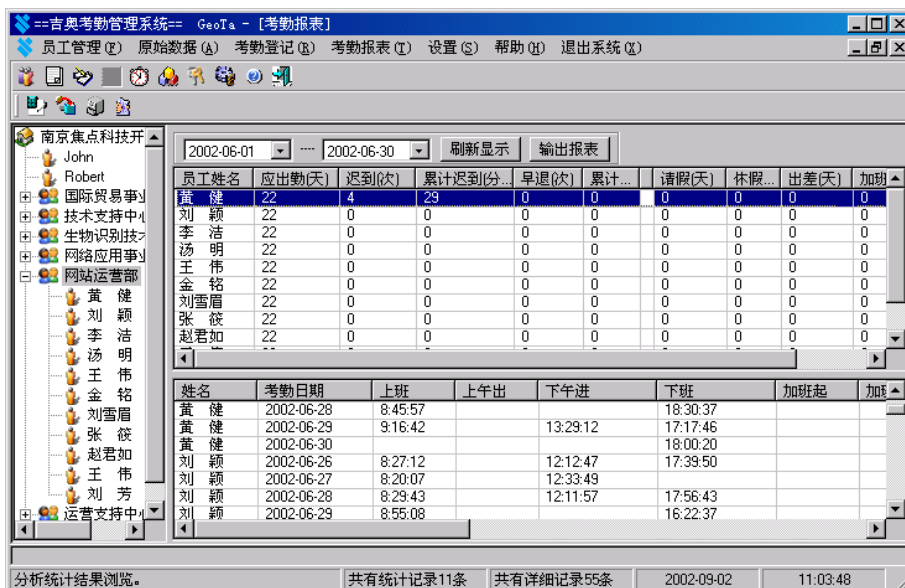 ==吉奥考勤管理系统== GeoTa - [考勤报表]
员工管理(F) 原始数据(A) 考勤登记(R) 考勤报表(T) 设置(S) 帮助(H) 退出系统(X)
南京焦点科技开
John
Robert
国际贸易事业
技术支持中心
生物识别技术
网络应用事业
网站运营部
黄 健
刘 颖
李 洁
汤 明
王 伟
金 铭
刘雪眉
张 筱
赵君如
王 伟
刘 芳
运营支持中心
2002-06-01 ---- 2002-06-30 刷新显示 输出报表
员工姓名 应出勤(天) 迟到(次) 累计迟到(分... 早退(次) 累计... 请假(天) 休假... 出差(天) 加班
黄 健 22 4 29 0 0 0 0 0 0
刘 颖 22 0 0 0 0 0 0 0 0
李 洁 22 0 0 0 0 0 0 0 0
汤 明 22 0 0 0 0 0 0 0 0
王 伟 22 0 0 0 0 0 0 0 0
金 铭 22 0 0 0 0 0 0 0 0
刘雪眉 22 0 0 0 0 0 0 0 0
张 筱 22 0 0 0 0 0 0 0 0
赵君如 22 0 0 0 0 0 0 0 0
姓名 考勤日期 上班 上午出 下午进 下班 加班起 加班
黄 健 2002-06-28 8:45:57 18:30:37
黄 健 2002-06-29 9:16:42 13:29:12 17:17:46
黄 健 2002-06-30 18:00:20
刘 颖 2002-06-26 8:27:12 12:12:47 17:39:50
刘 颖 2002-06-27 8:20:07 12:33:49
刘 颖 2002-06-28 8:29:43 12:11:57 17:56:43
刘 颖 2002-06-29 8:55:08 16:22:37
分析统计结果浏览。 共有统计记录11条 共有详细记录55条 2002-09-02 11:03:48